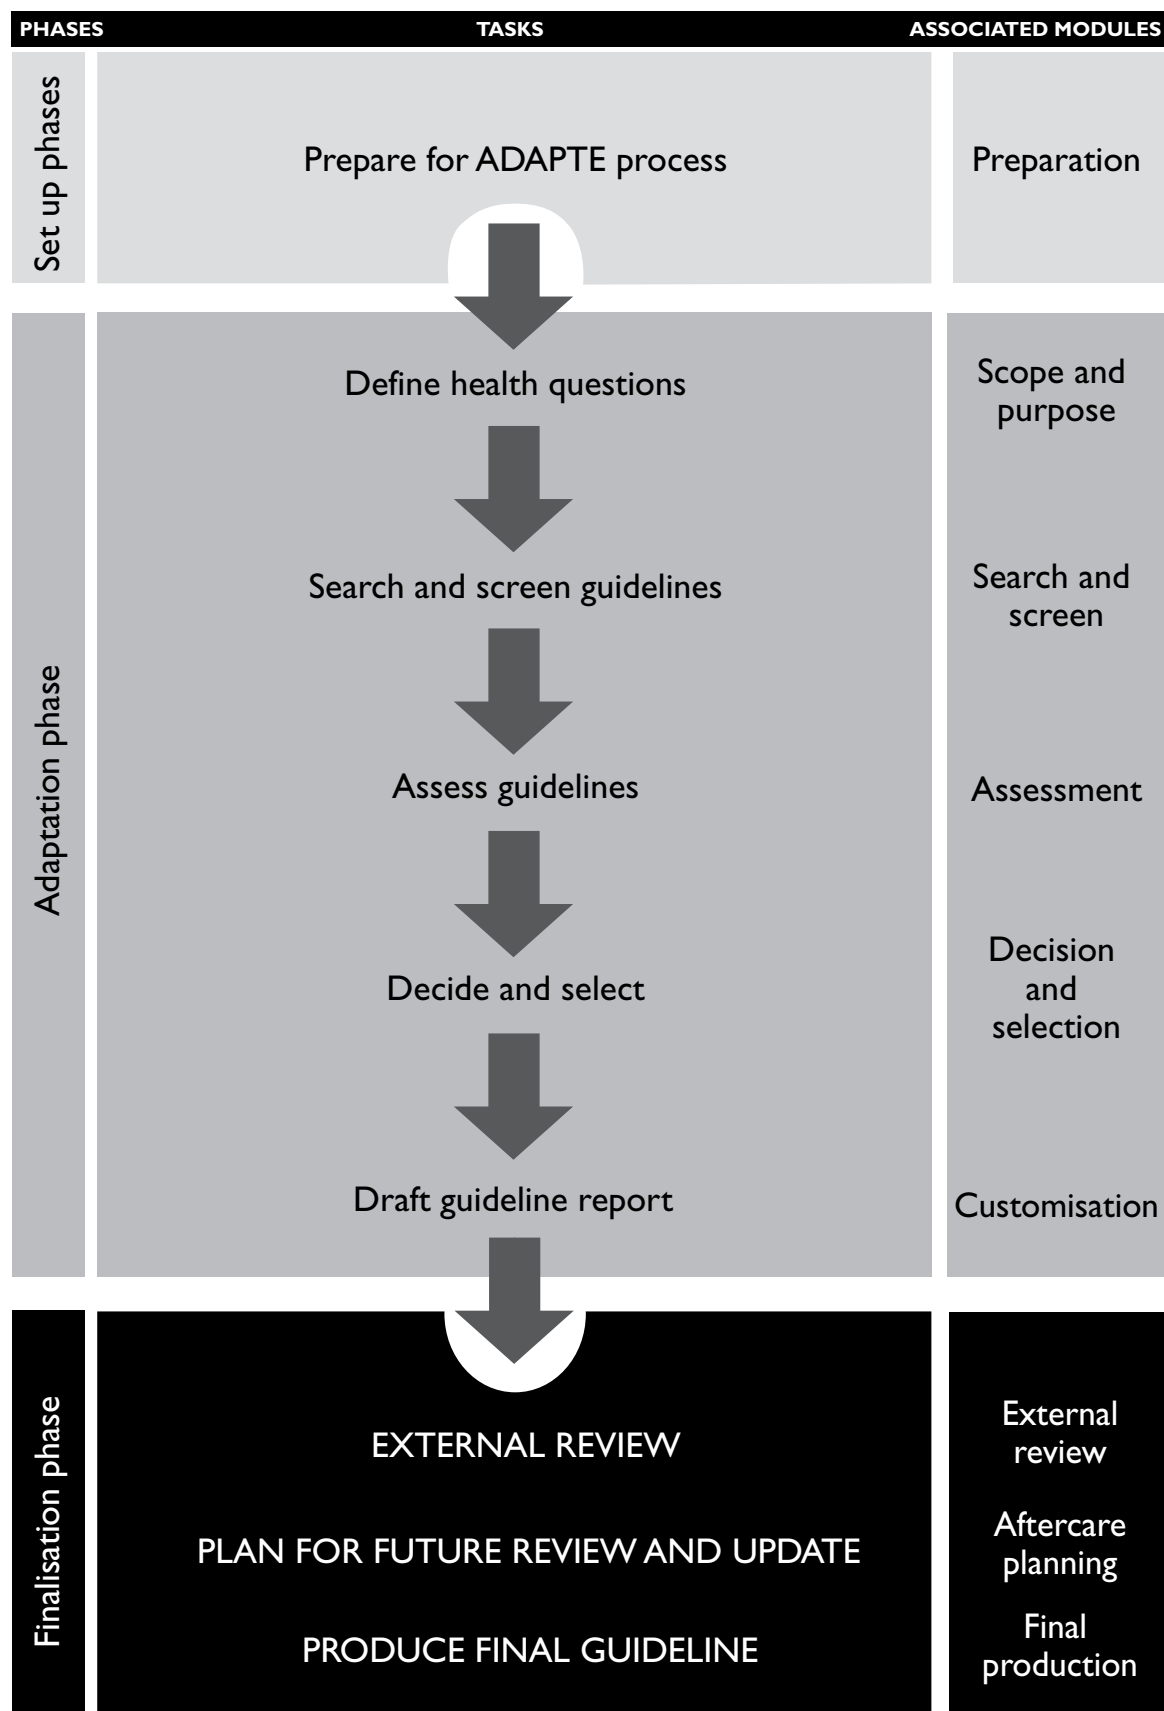 PHASES TASKS ASSOCIATED MODULES
Set up phases
Prepare for ADAPTE process
Preparation
Adaptation phase
Define health questions
Scope and
purpose
Search and screen guidelines
Search and
screen
Assess guidelines
Assessment
Decide and select
Decision
and
selection
Draft guideline report
Customisation
Finalisation phase
EXTERNAL REVIEW
External
review
PLAN FOR FUTURE REVIEW AND UPDATE
Aftercare
planning
PRODUCE FINAL GUIDELINE
Final
production